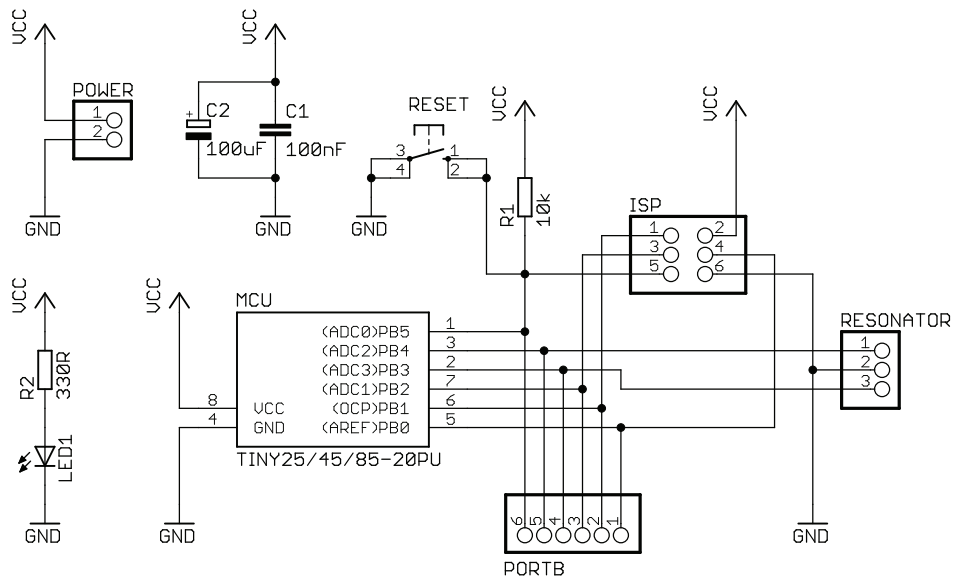 VCC
POWER
1
2
GND
VCC
+
C2
100uF
C1
100nF
GND
RESET
3
4
1
2
GND
VCC
R1
10k
VCC
ISP
1
2
3
4
5
6
VCC
R2
330R
LED1
GND
VCC
MCU
(ADC0)PB5
1
(ADC2)PB4
3
(ADC3)PB3
2
(ADC1)PB2
7
8
VCC
(OCP)PB1
6
4
GND
(AREF)PB0
5
TINY25/45/85-20PU
GND
RESONATOR
1
2
3
GND
6
5
4
3
2
1
PORTB